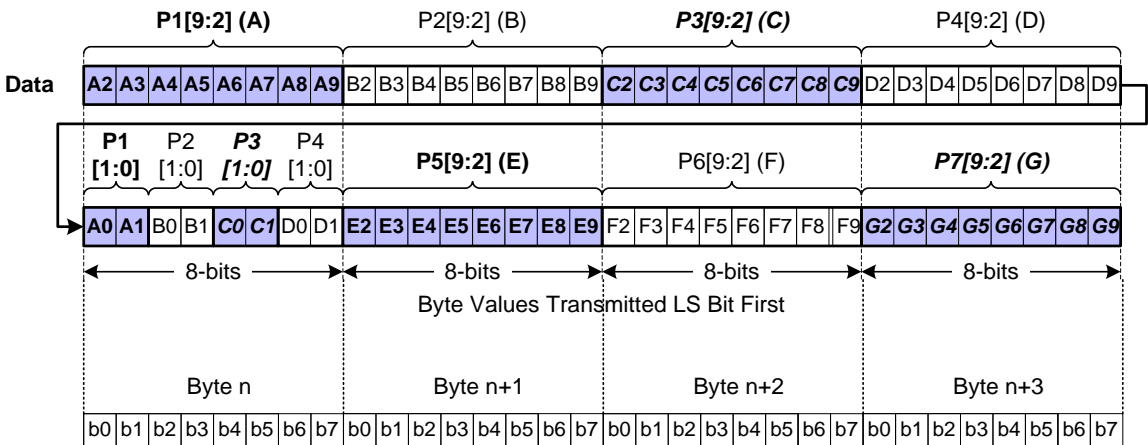 P1[9:2] (A) P2[9:2] (B) P3[9:2] (C) P4[9:2] (D)
Data A2 A3 A4 A5 A6 A7 A8 A9 B2 B3 B4 B5 B6 B7 B8 B9 C2 C3 C4 C5 C6 C7 C8 C9 D2 D3 D4 D5 D6 D7 D8 D9
P1 P2 P3 P4
[1:0] [1:0] [1:0] [1:0] P5[9:2] (E) P6[9:2] (F) P7[9:2] (G)
A0 A1 B0 B1 C0 C1 D0 D1 E2 E3 E4 E5 E6 E7 E8 E9 F2 F3 F4 F5 F6 F7 F8 F9 G2 G3 G4 G5 G6 G7 G8 G9
8-bits 8-bits 8-bits 8-bits
Byte Values Transmitted LS Bit First
Byte n Byte n+1 Byte n+2 Byte n+3
b0 b1 b2 b3 b4 b5 b6 b7 b0 b1 b2 b3 b4 b5 b6 b7 b0 b1 b2 b3 b4 b5 b6 b7 b0 b1 b2 b3 b4 b5 b6 b7